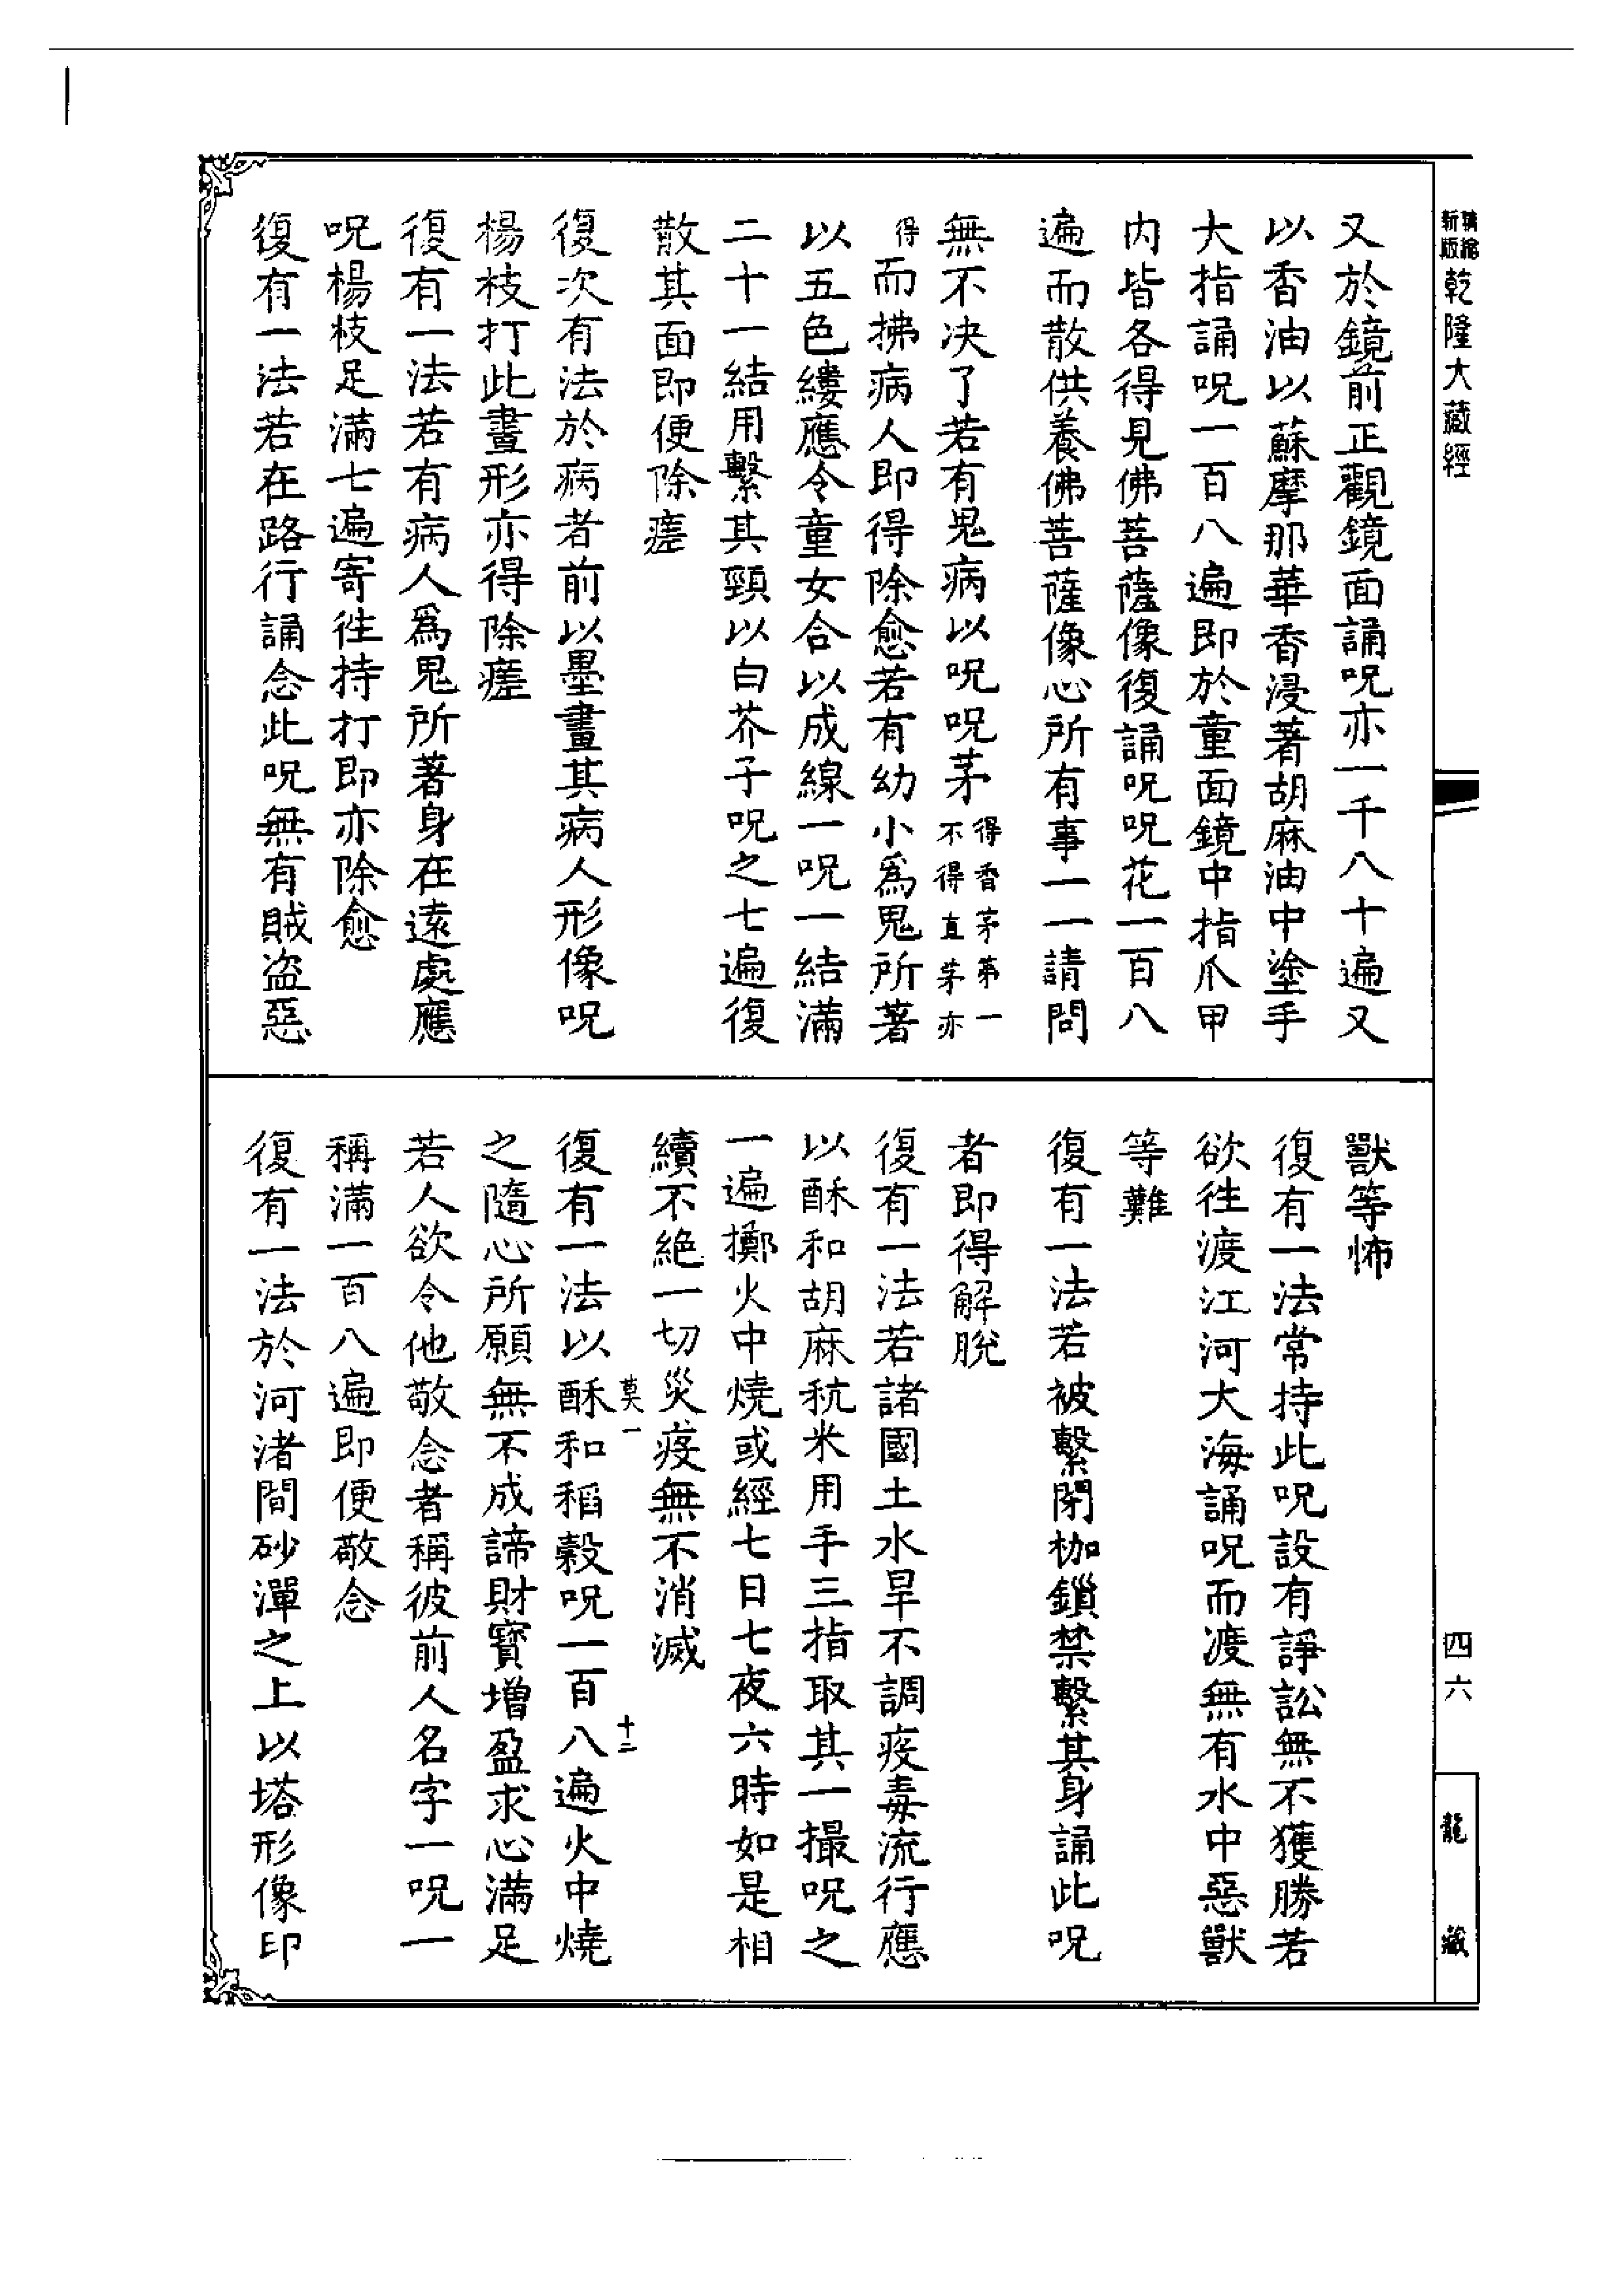 新版精縮乾隆大藏經
四六
龍藏
又於鏡前正觀鏡面誦呪亦一千八十遍又
以香油以蘇摩那華香浸著胡麻油中塗手
大指誦呪一百八遍即於童面鏡中指爪甲
内皆各得見佛菩薩像復誦呪呪花一百八
遍而散供養佛菩薩像心所有事一一請問
無不决了若有鬼病以呪呪茅得香茅第一不得直茅亦
得而拂病人即得除愈若有幼小為鬼所著
以五色縷應令童女合以成線一呪一結滿
二十一結用繫其頸以白芥子呪之七遍復
散其面即便除瘥
復次有法於病者前以墨畫其病人形像呪
楊枝打此畫形亦得除瘥
復有一法若有病人為鬼所著身在遠處應
呪楊枝足滿七遍寄徃持打即亦除愈
復有一法若在路行誦念此呪無有賊盗惡
獸等怖
復有一法常持此呪設有諍訟無不獲勝若
欲徃渡江河大海誦呪而渡無有水中惡獸
等難
復有一法若被繫閉枷鎖禁繫其身誦此呪
者即得解脫
復有一法若諸國土水旱不調疫毒流行應
以酥和胡麻秔米用手三指取其一撮呪之
一遍擲火中燒或經七日七夜六時如是相
續不絶一切災疫無不消滅
莫一
十二
復有一法以酥和稻穀呪一百八遍火中燒
之隨心所願無不成諦財寳增盈求心滿足
若人欲令他敬念者稱彼前人名字一呪一
稱滿一百八遍即便敬念
復有一法於河渚間砂潬之上以塔形像印